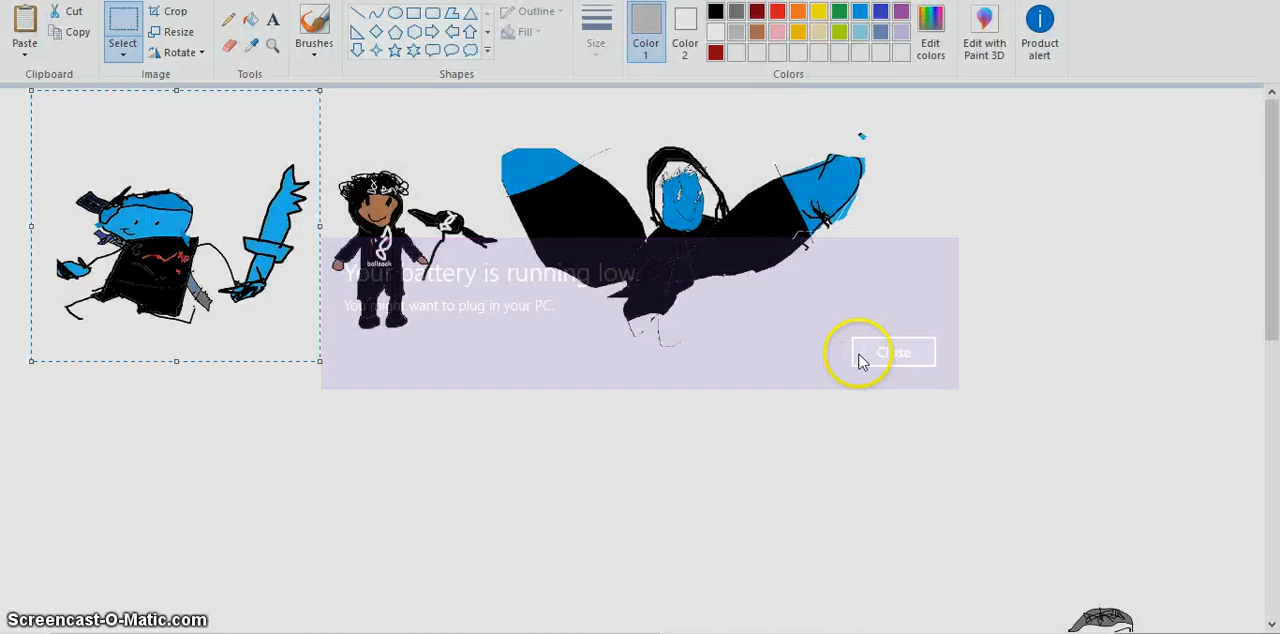 Paste
Cut
Copy
Clipboard
Select
Crop
Resize
Rotate
Image
A
Tools
Brushes
Outline
Fill
Shapes
Size
Color
1
Color
2
Colors
Edit
colors
Edit with
Paint 3D
Product
alert
ballsack
Your battery is running low.
You might want to plug in your PC.
Close
Screencast-O-Matic.com